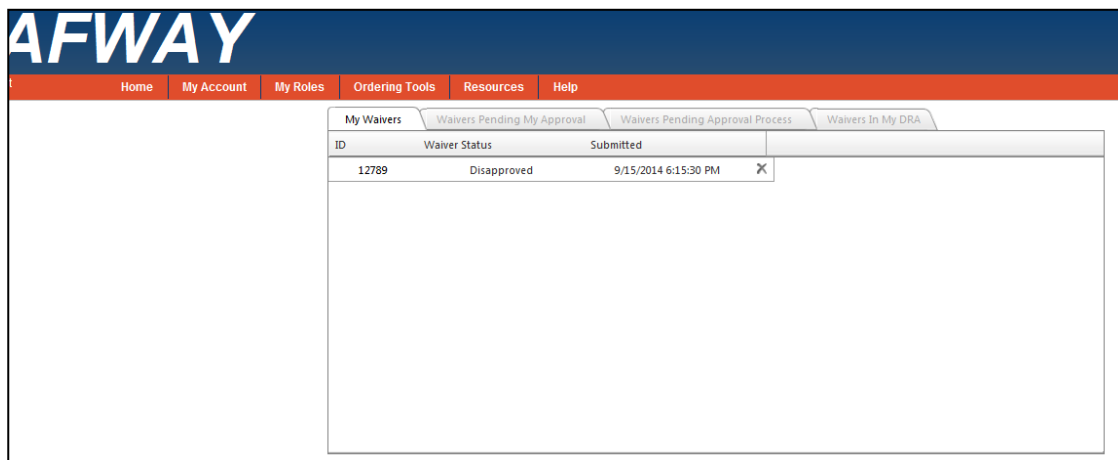 AFWAY
t Home My Account My Roles Ordering Tools Resources Help
My Waivers Waivers Pending My Approval Waivers Pending Approval Process Waivers In My DRA
ID Waiver Status Submitted
12789 Disapproved 9/15/2014 6:15:30 PM